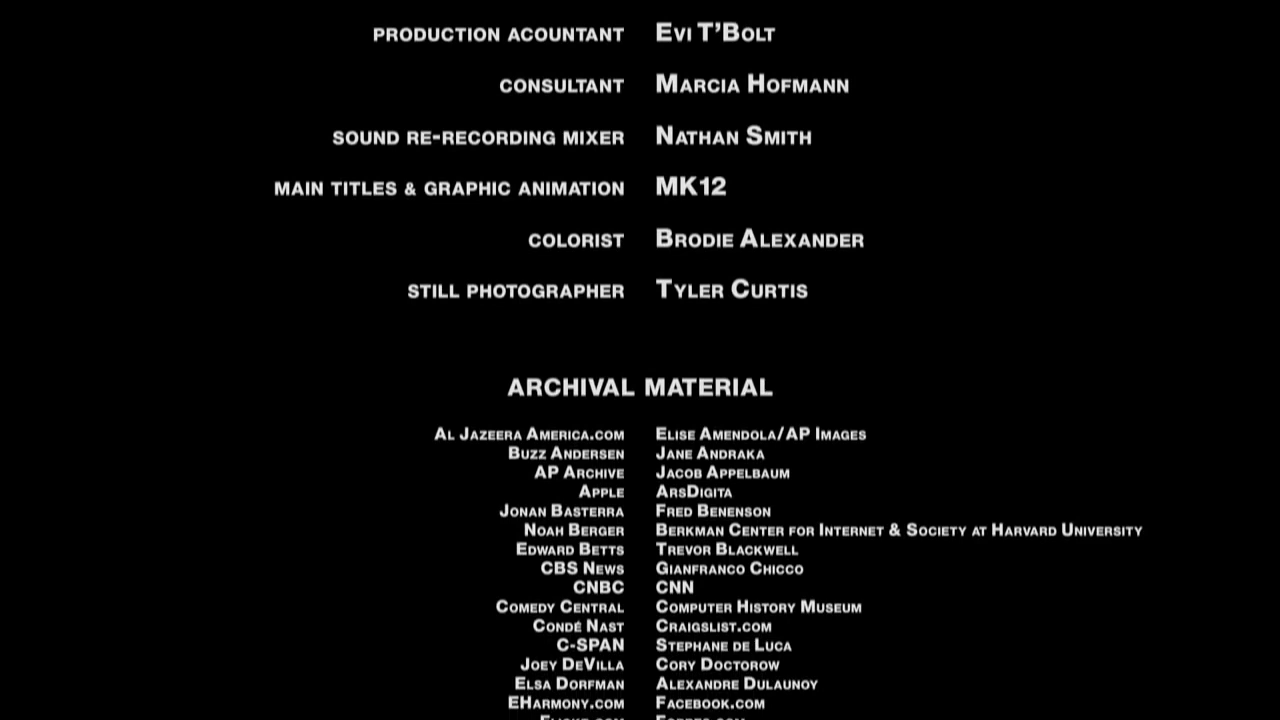 PRODUCTION ACOUNTANT EVI T'BOLT
CONSULTANT MARCIA HOFMANN
SOUND RE-RECORDING MIXER NATHAN SMITH
MAIN TITLES & GRAPHIC ANIMATION MK12
COLORIST BRODIE ALEXANDER
STILL PHOTOGRAPHER TYLER CURTIS
ARCHIVAL MATERIAL
AL JAZEERA AMERICA.COM ELISE AMENDOLA/AP IMAGES
BUZZ ANDERSEN JANE ANDRAKA
AP ARCHIVE JACOB APPELBAUM
APPLE ARSDIGITA
JONAN BASTERRA FRED BENENSON
NOAH BERGER BERKMAN CENTER FOR INTERNET & SOCIETY AT HARVARD UNIVERSITY
EDWARD BETTS TREVOR BLACKWELL
CBS NEWS GIANFRANCO CHICCO
CNBC CNN
COMEDY CENTRAL COMPUTER HISTORY MUSEUM
CONDÉ NAST CRAIGSLIST.COM
C-SPAN STEPHANE DE LUCA
JOEY DEVILLA CORY DOCTOROW
ELSA DORFMAN ALEXANDRE DULAUNOY
EHARMONY.COM FACEBOOK.COM